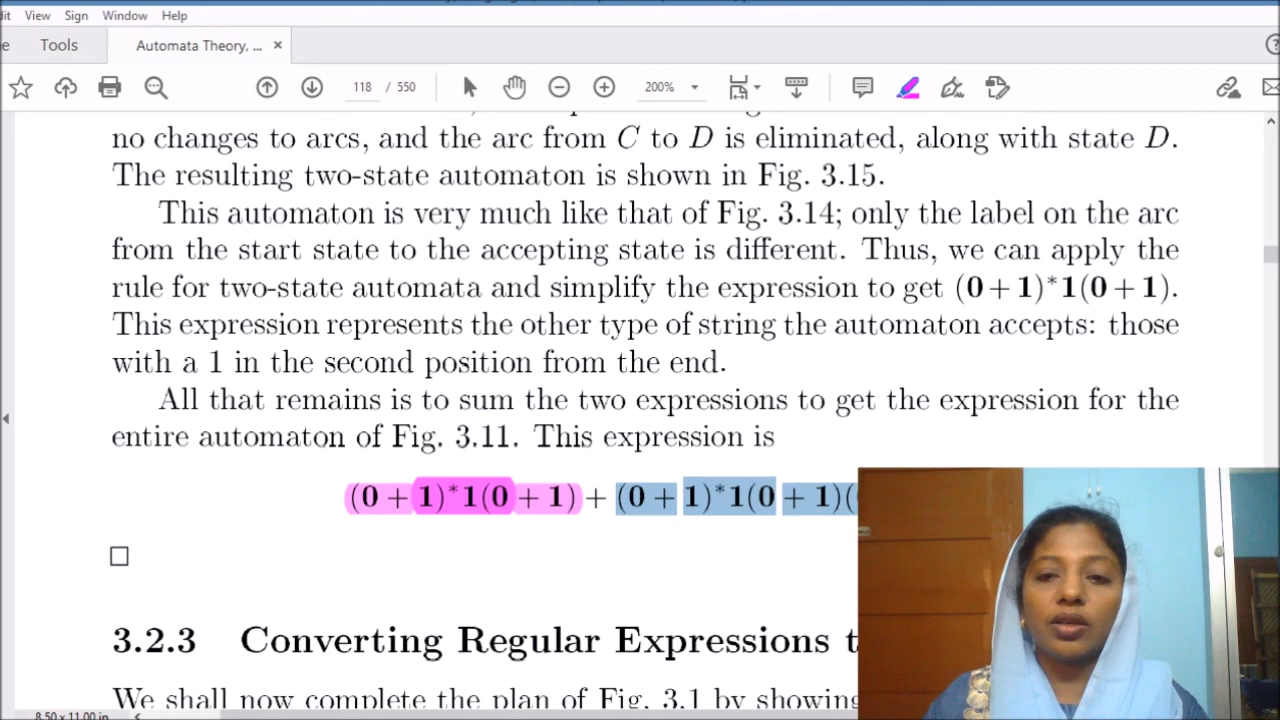 View Sign Window Help
Tools Automata Theory, ... ×
118 / 550 200%
no changes to arcs, and the arc from C to D is eliminated, along with state D.
The resulting two-state automaton is shown in Fig. 3.15.
This automaton is very much like that of Fig. 3.14; only the label on the arc
from the start state to the accepting state is different. Thus, we can apply the
rule for two-state automata and simplify the expression to get (0 + 1)*1(0 + 1).
This expression represents the other type of string the automaton accepts: those
with a 1 in the second position from the end.
All that remains is to sum the two expressions to get the expression for the
entire automaton of Fig. 3.11. This expression is
(0 + 1)*1(0 + 1) + (0 + 1)*1(0 + 1)(
3.2.3 Converting Regular Expressions t
We shall now complete the plan of Fig. 3.1 by showing
8.50 x 11.00 in